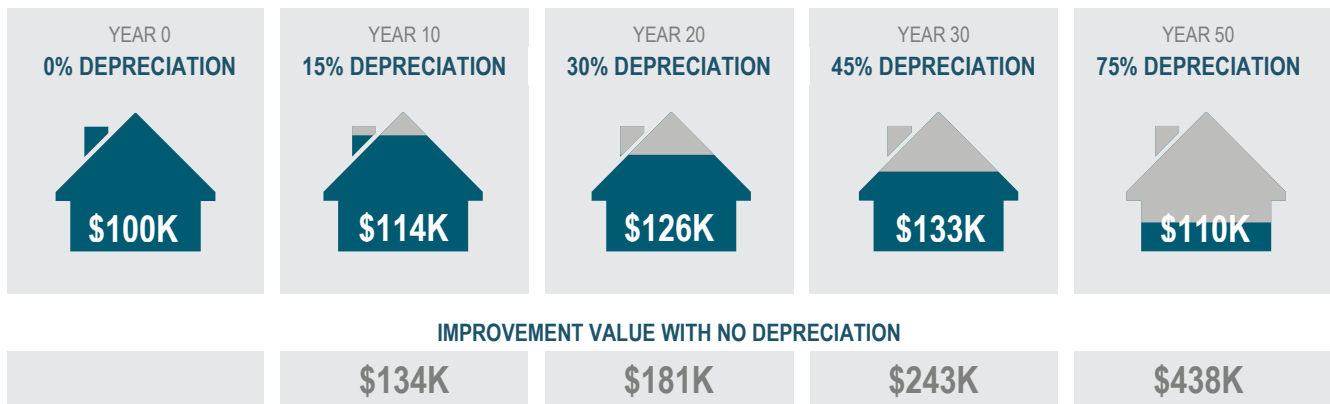 YEAR 0
0% DEPRECIATION
$100K
YEAR 10
15% DEPRECIATION
$114K
YEAR 20
30% DEPRECIATION
$126K
YEAR 30
45% DEPRECIATION
$133K
YEAR 50
75% DEPRECIATION
$110K
IMPROVEMENT VALUE WITH NO DEPRECIATION
$134K
$181K
$243K
$438K